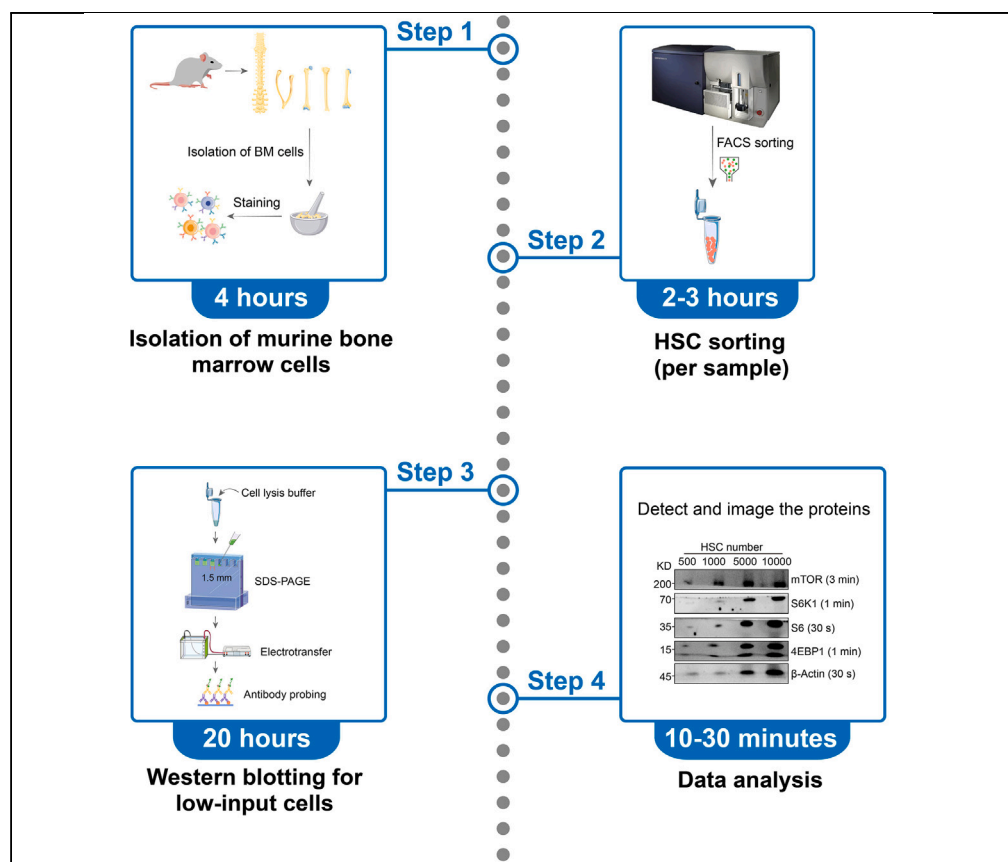 Step 1
Isolation of BM cells
Staining
4 hours
Isolation of murine bone
marrow cells
FACS sorting
Step 2
2-3 hours
HSC sorting
(per sample)
Step 3
Cell lysis buffer
1.5 mm
SDS-PAGE
Electrotransfer
Antibody probing
20 hours
Western blotting for
low-input cells
Detect and image the proteins
HSC number
KD 500 1000 5000 10000
200 mTOR (3 min)
70 S6K1 (1 min)
35 S6 (30 s)
15 4EBP1 (1 min)
45 β-Actin (30 s)
Step 4
10-30 minutes
Data analysis